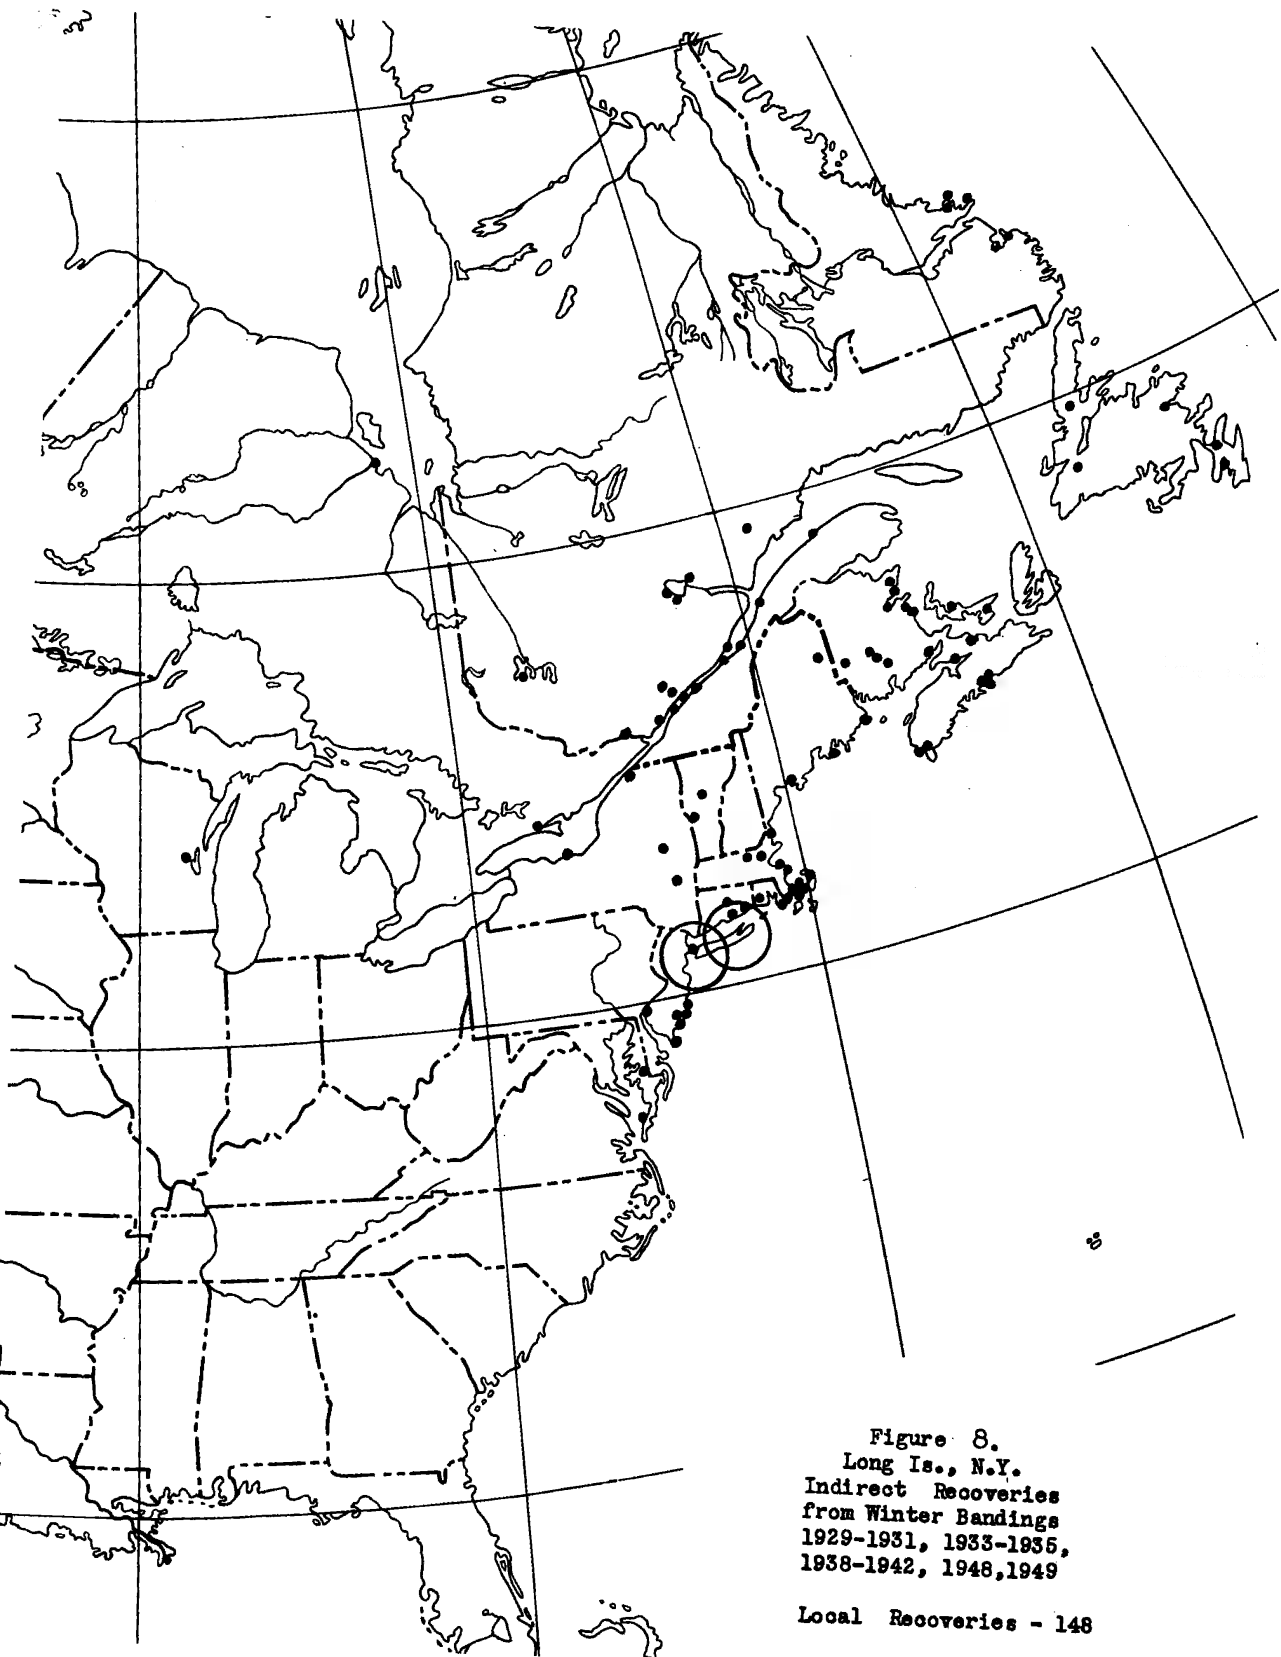 Figure 8.
Long Is., N.Y.
Indirect Recoveries
from Winter Bandings
1929-1931, 1933-1935,
1938-1942, 1948,1949
Local Recoveries - 148